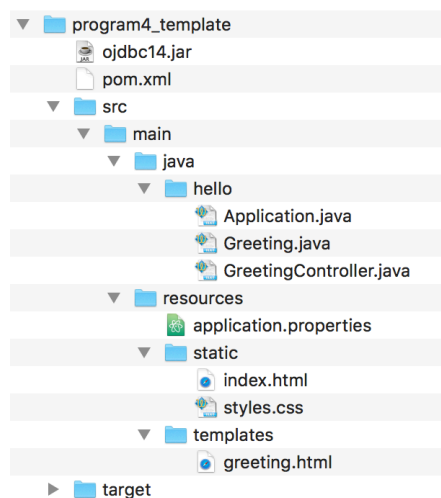 program4_template
ojdbc14.jar
pom.xml
src
main
java
hello
Application.java
Greeting.java
GreetingController.java
resources
application.properties
static
index.html
styles.css
templates
greeting.html
target